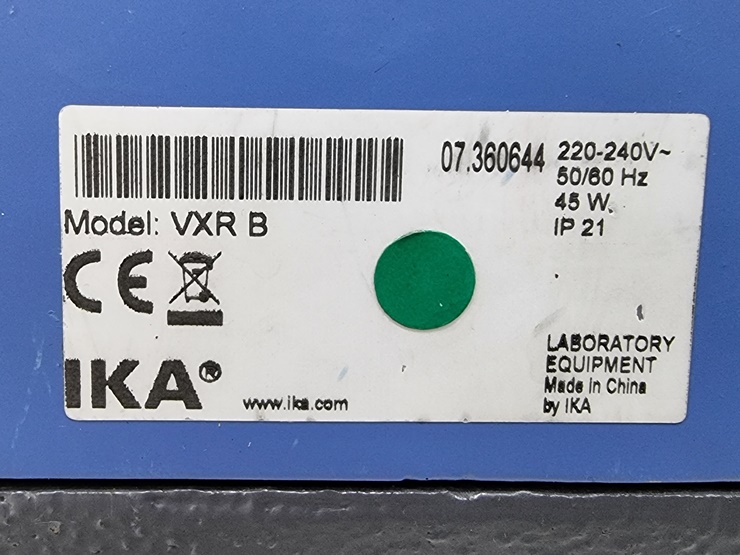 07.360644
220-240V~
50/60 Hz
45 W
IP 21
Model: VXR B
CE
IKA®
www.ika.com
LABORATORY
EQUIPMENT
Made in China
by IKA